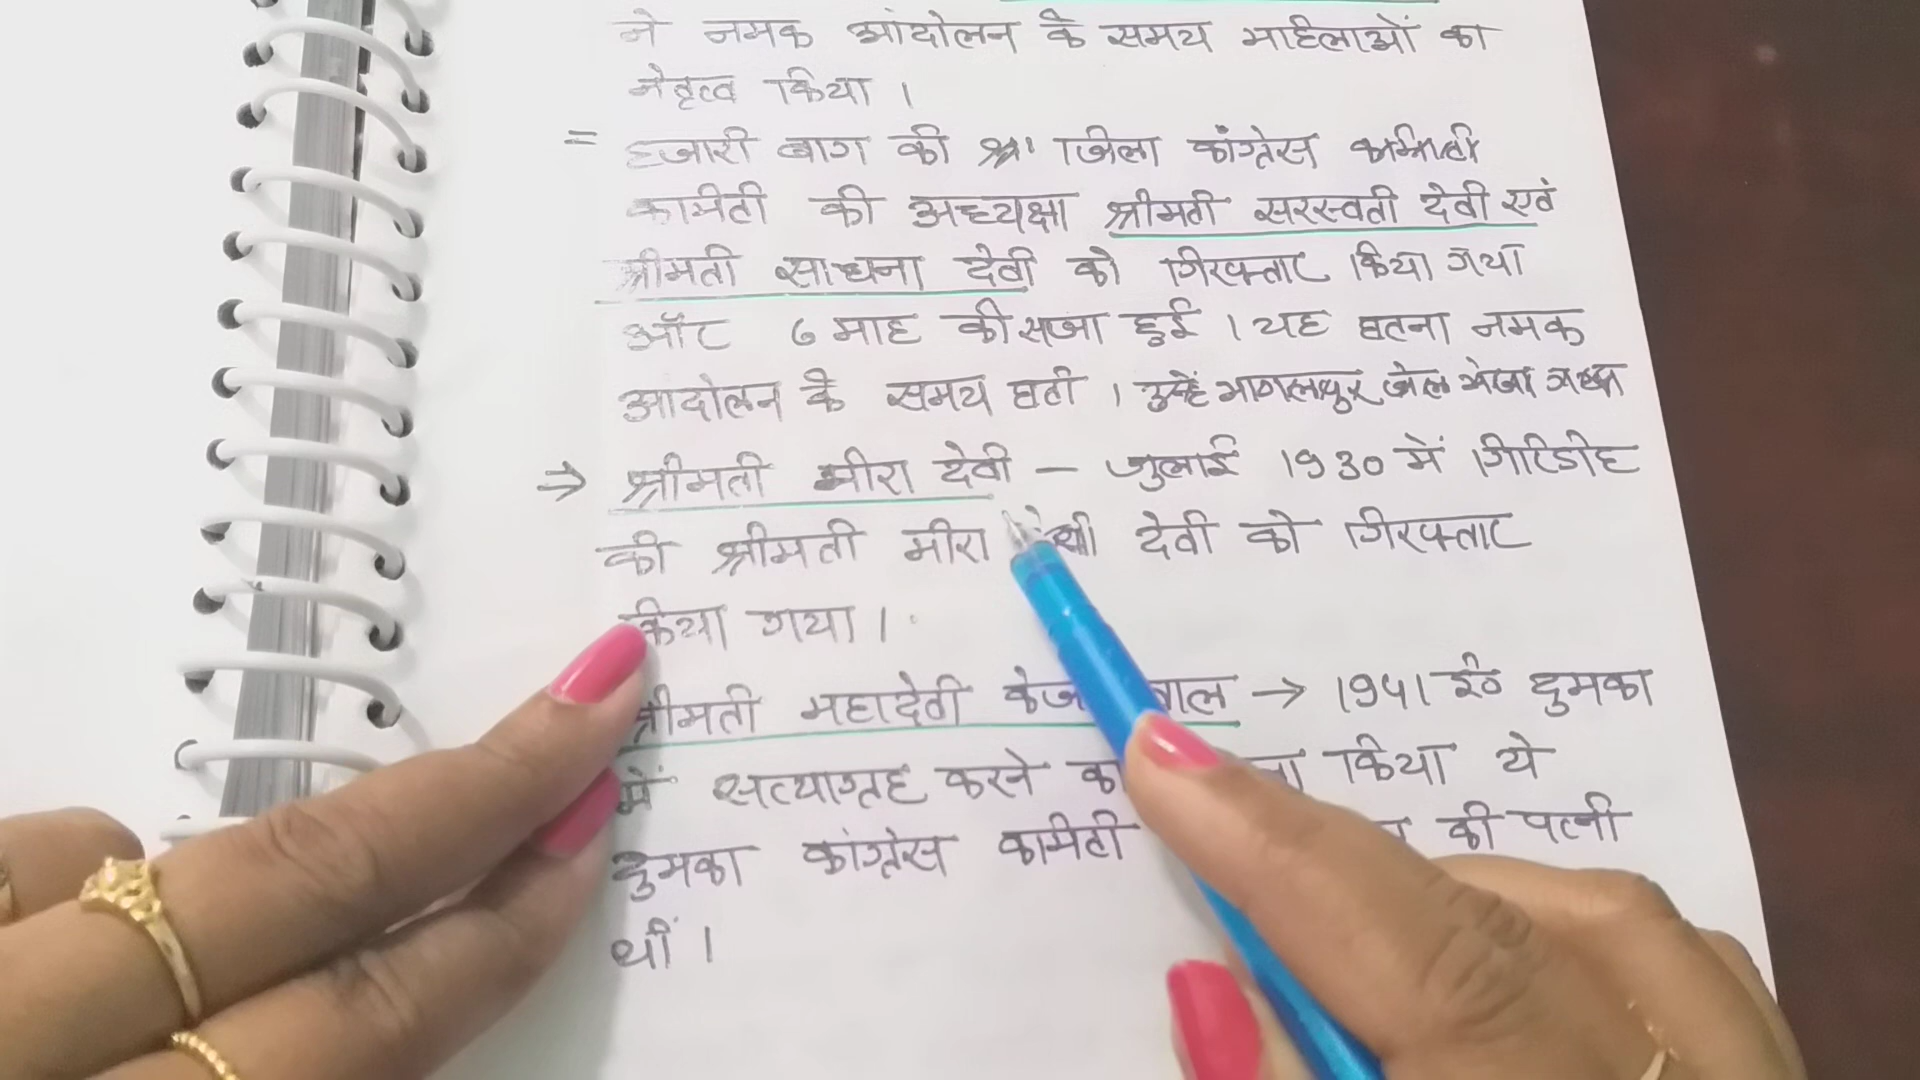 ने नमक आंदोलन के समय महिलाओं का
नेतृत्व किया ।
= हजारी बाग की जिला कांग्रेस कमिटी
कमिटी की अध्यक्षा श्रीमती सरस्वती देवी एवं
श्रीमती साधना देवी को गिरफ्तार किया गया
और 6 माह की सजा हुई । यह घटना नमक
आंदोलन के समय घटी । उन्हें भागलपुर जेल भेजा गया
→ श्रीमती मीरा देवी – जुलाई 1930 में गिरिडीह
की श्रीमती मीरा देवी को गिरफ्तार
किया गया ।
श्रीमती महादेवी → 1941 ई० दुमका
में सत्याग्रह करने किया ये
दुमका कांग्रेस कमिटी की पत्नी
थीं ।